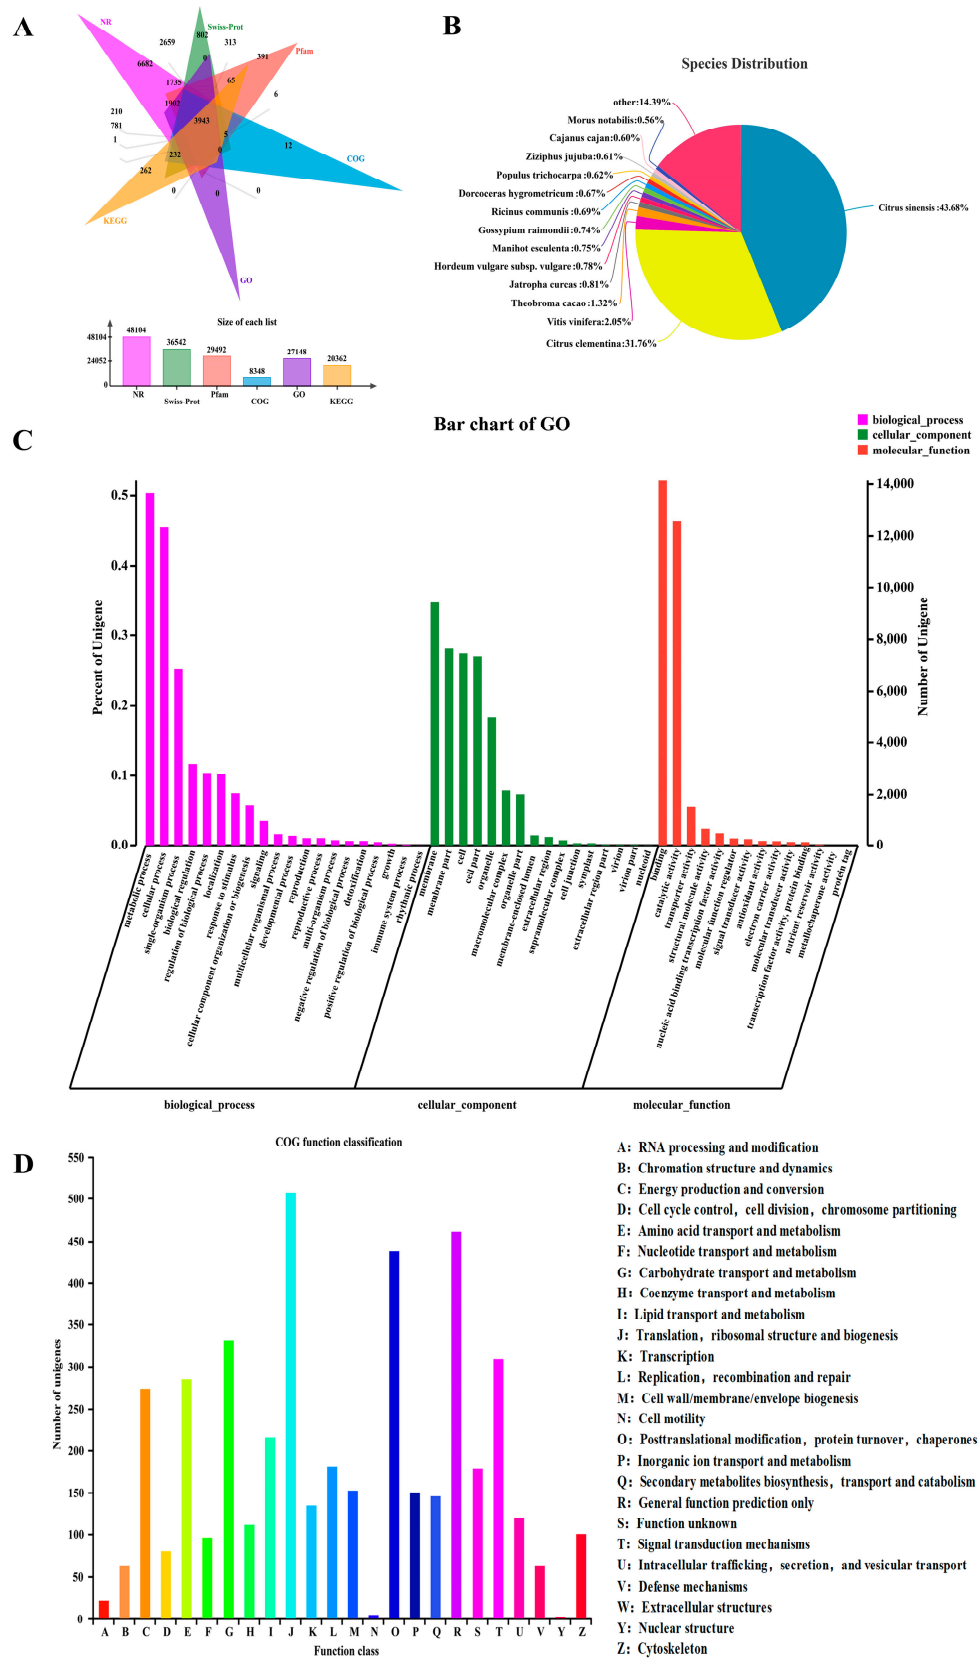 A
NR
Swiss-Prot
802
2659
313
0
391
Pfam
6682
1735
65
6
1902
210
3943
781
5
12
1
232
0
COG
262
0
0
0
KEGG
GO
Size of each list
48104
48104
36542
29492
27148
24052
20362
8348
0
NR
Swiss-Prot
Pfam
COG
GO
KEGG
B
Species Distribution
other:14.39%
Morus notabilis:0.56%
Cajanus cajan:0.60%
Ziziphus jujuba:0.61%
Populus trichocarpa:0.62%
Dorcoceras hygrometricum:0.67%
Ricinus communis:0.69%
Gossypium raimondii:0.74%
Manihot esculenta:0.75%
Hordeum vulgare subsp. vulgare:0.78%
Jatropha curcas:0.81%
Theobroma cacao:1.32%
Vitis vinifera:2.05%
Citrus clementina:31.76%
Citrus sinensis:43.68%
C
Bar chart of GO
biological_process
cellular_component
molecular_function
Percent of Unigene
0.5
0.4
0.3
0.2
0.1
0.0
Number of Unigene
14,000
12,000
10,000
8,000
6,000
4,000
2,000
0
metabolic process
cellular process
single-organism process
biological regulation
regulation of biological process
localization
response to stimulus
cellular component organization or biogenesis
signaling
multicellular organismal process
developmental process
reproduction
reproductive process
multi-organism process
negative regulation of biological process
detoxification
positive regulation of biological process
growth
immune system process
rhythmic process
membrane
membrane part
cell
cell part
organelle
macromolecular complex
organelle part
membrane-enclosed lumen
extracellular region
supramolecular complex
cell junction
symplast
extracellular region part
virion
virion part
nucleoid
binding
catalytic activity
transporter activity
structural molecule activity
nucleic acid binding transcription factor activity
molecular function regulator
signal transducer activity
antioxidant activity
electron carrier activity
molecular transducer activity
transcription factor activity, protein binding
nutrient reservoir activity
metallochaperone activity
protein tag
biological_process
cellular_component
molecular_function
D
COG function classification
Number of unigenes
550
500
450
400
350
300
250
200
150
100
50
0
A B C D E F G H I J K L M N O P Q R S T U V Y Z
Function class
A: RNA processing and modification
B: Chromation structure and dynamics
C: Energy production and conversion
D: Cell cycle control, cell division, chromosome partitioning
E: Amino acid transport and metabolism
F: Nucleotide transport and metabolism
G: Carbohydrate transport and metabolism
H: Coenzyme transport and metabolism
I: Lipid transport and metabolism
J: Translation, ribosomal structure and biogenesis
K: Transcription
L: Replication, recombination and repair
M: Cell wall/membrane/envelope biogenesis
N: Cell motility
O: Posttranslational modification, protein turnover, chaperones
P: Inorganic ion transport and metabolism
Q: Secondary metabolites biosynthesis, transport and catabolism
R: General function prediction only
S: Function unknown
T: Signal transduction mechanisms
U: Intracellular trafficking, secretion, and vesicular transport
V: Defense mechanisms
W: Extracellular structures
Y: Nuclear structure
Z: Cytoskeleton